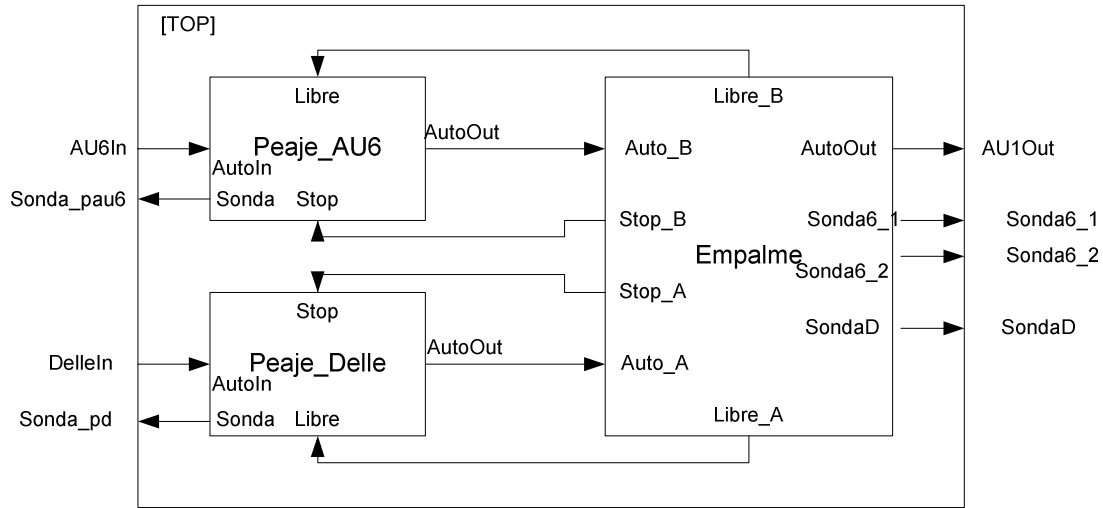 [TOP]
Libre
Libre_B
AU6In
Peaje_AU6
AutoOut
Auto_B
AutoOut
AU1Out
AutoIn
Sonda_pau6
Sonda
Stop
Stop_B
Sonda6_1
Sonda6_1
Empalme
Sonda6_2
Sonda6_2
Stop_A
Stop
SondaD
SondaD
DelleIn
Peaje_Delle
AutoOut
Auto_A
AutoIn
Sonda_pd
Sonda
Libre
Libre_A